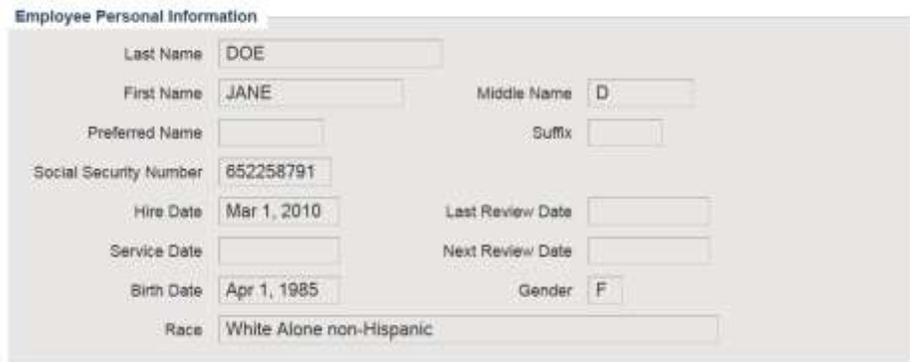 Employee Personal Information
Last Name DOE
First Name JANE Middle Name D
Preferred Name Suffix
Social Security Number 652258791
Hire Date Mar 1, 2010 Last Review Date
Service Date Next Review Date
Birth Date Apr 1, 1985 Gender F
Race White Alone non-Hispanic